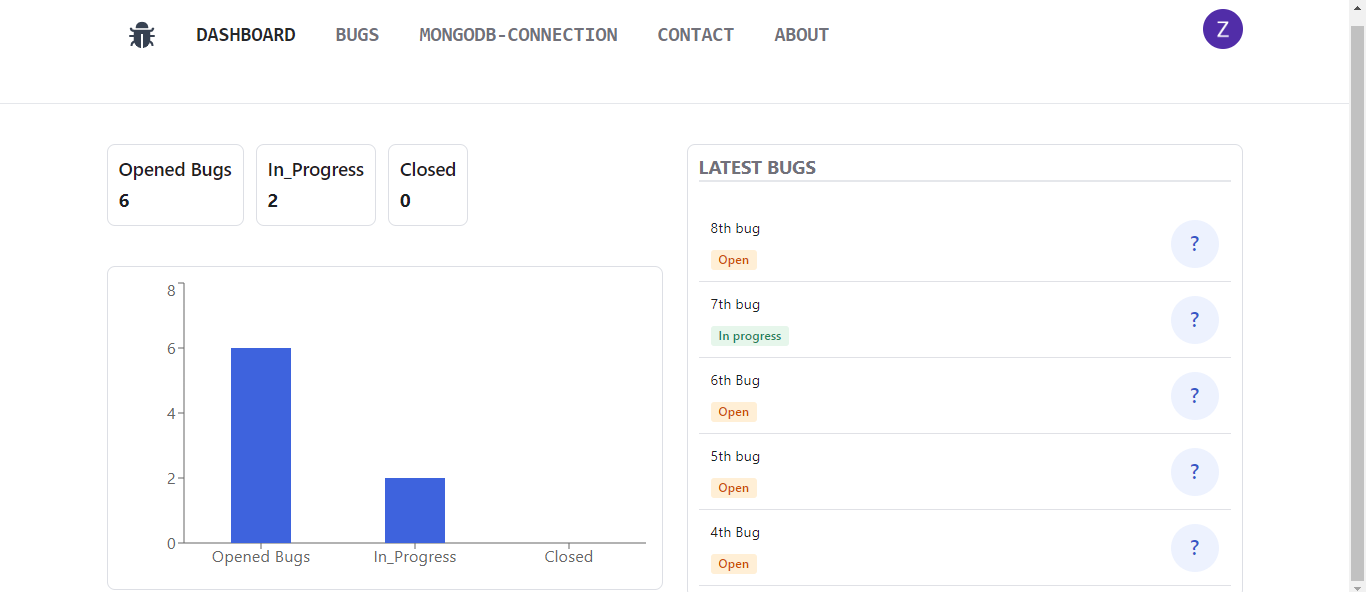 DASHBOARD BUGS MONGODB-CONNECTION CONTACT ABOUT Z
Opened Bugs
6
In_Progress
2
Closed
0
8
6
4
2
0
Opened Bugs In_Progress Closed
LATEST BUGS
8th bug
Open
?
7th bug
In progress
?
6th Bug
Open
?
5th bug
Open
?
4th Bug
Open
?